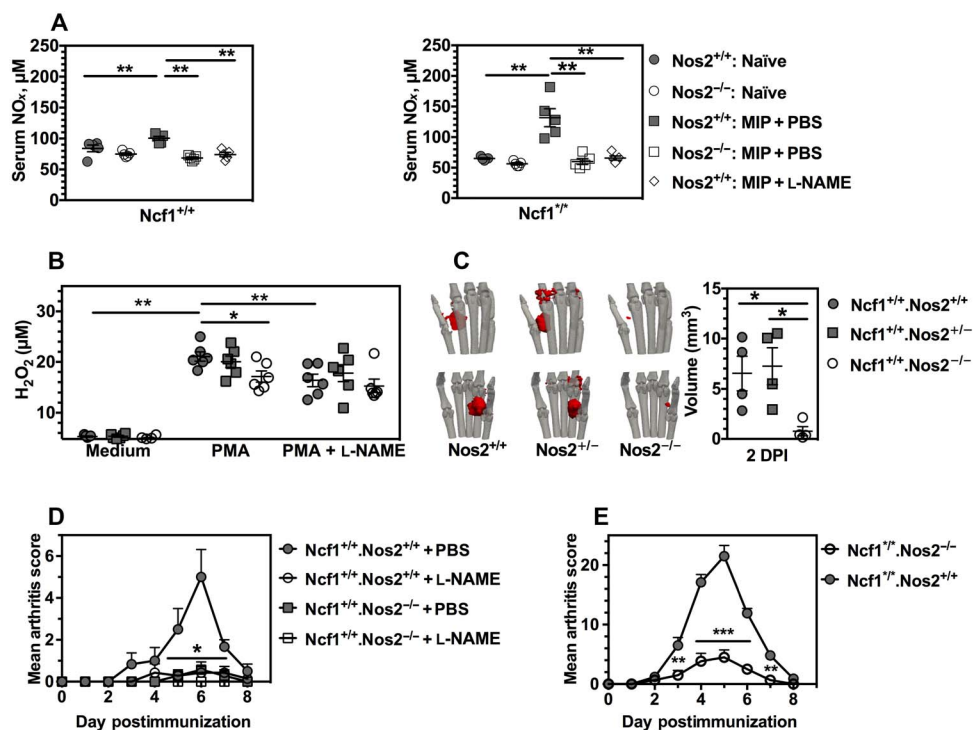 A
Serum NOx, µM
250
200
150
100
50
0
**
**
**
Ncf1+/+
Serum NOx, µM
250
200
150
100
50
0
**
**
**
Ncf1*/*
Nos2+/+: Naïve
Nos2−/−: Naïve
Nos2+/+: MIP + PBS
Nos2−/−: MIP + PBS
Nos2+/+: MIP + L-NAME
B
H2O2 (µM)
30
20
10
**
**
*
Medium
PMA
PMA + L-NAME
C
Nos2+/+
Nos2+/−
Nos2−/−
Volume (mm3)
15
10
5
0
*
*
2 DPI
Ncf1+/+.Nos2+/+
Ncf1+/+.Nos2+/−
Ncf1+/+.Nos2−/−
D
Mean arthritis score
6
4
2
0
*
0 2 4 6 8
Day postimmunization
Ncf1+/+.Nos2+/+ + PBS
Ncf1+/+.Nos2+/+ + L-NAME
Ncf1+/+.Nos2−/− + PBS
Ncf1+/+.Nos2−/− + L-NAME
E
Mean arthritis score
20
10
0
**
***
**
0 2 4 6 8
Day postimmunization
Ncf1*/*.Nos2−/−
Ncf1*/*.Nos2+/+